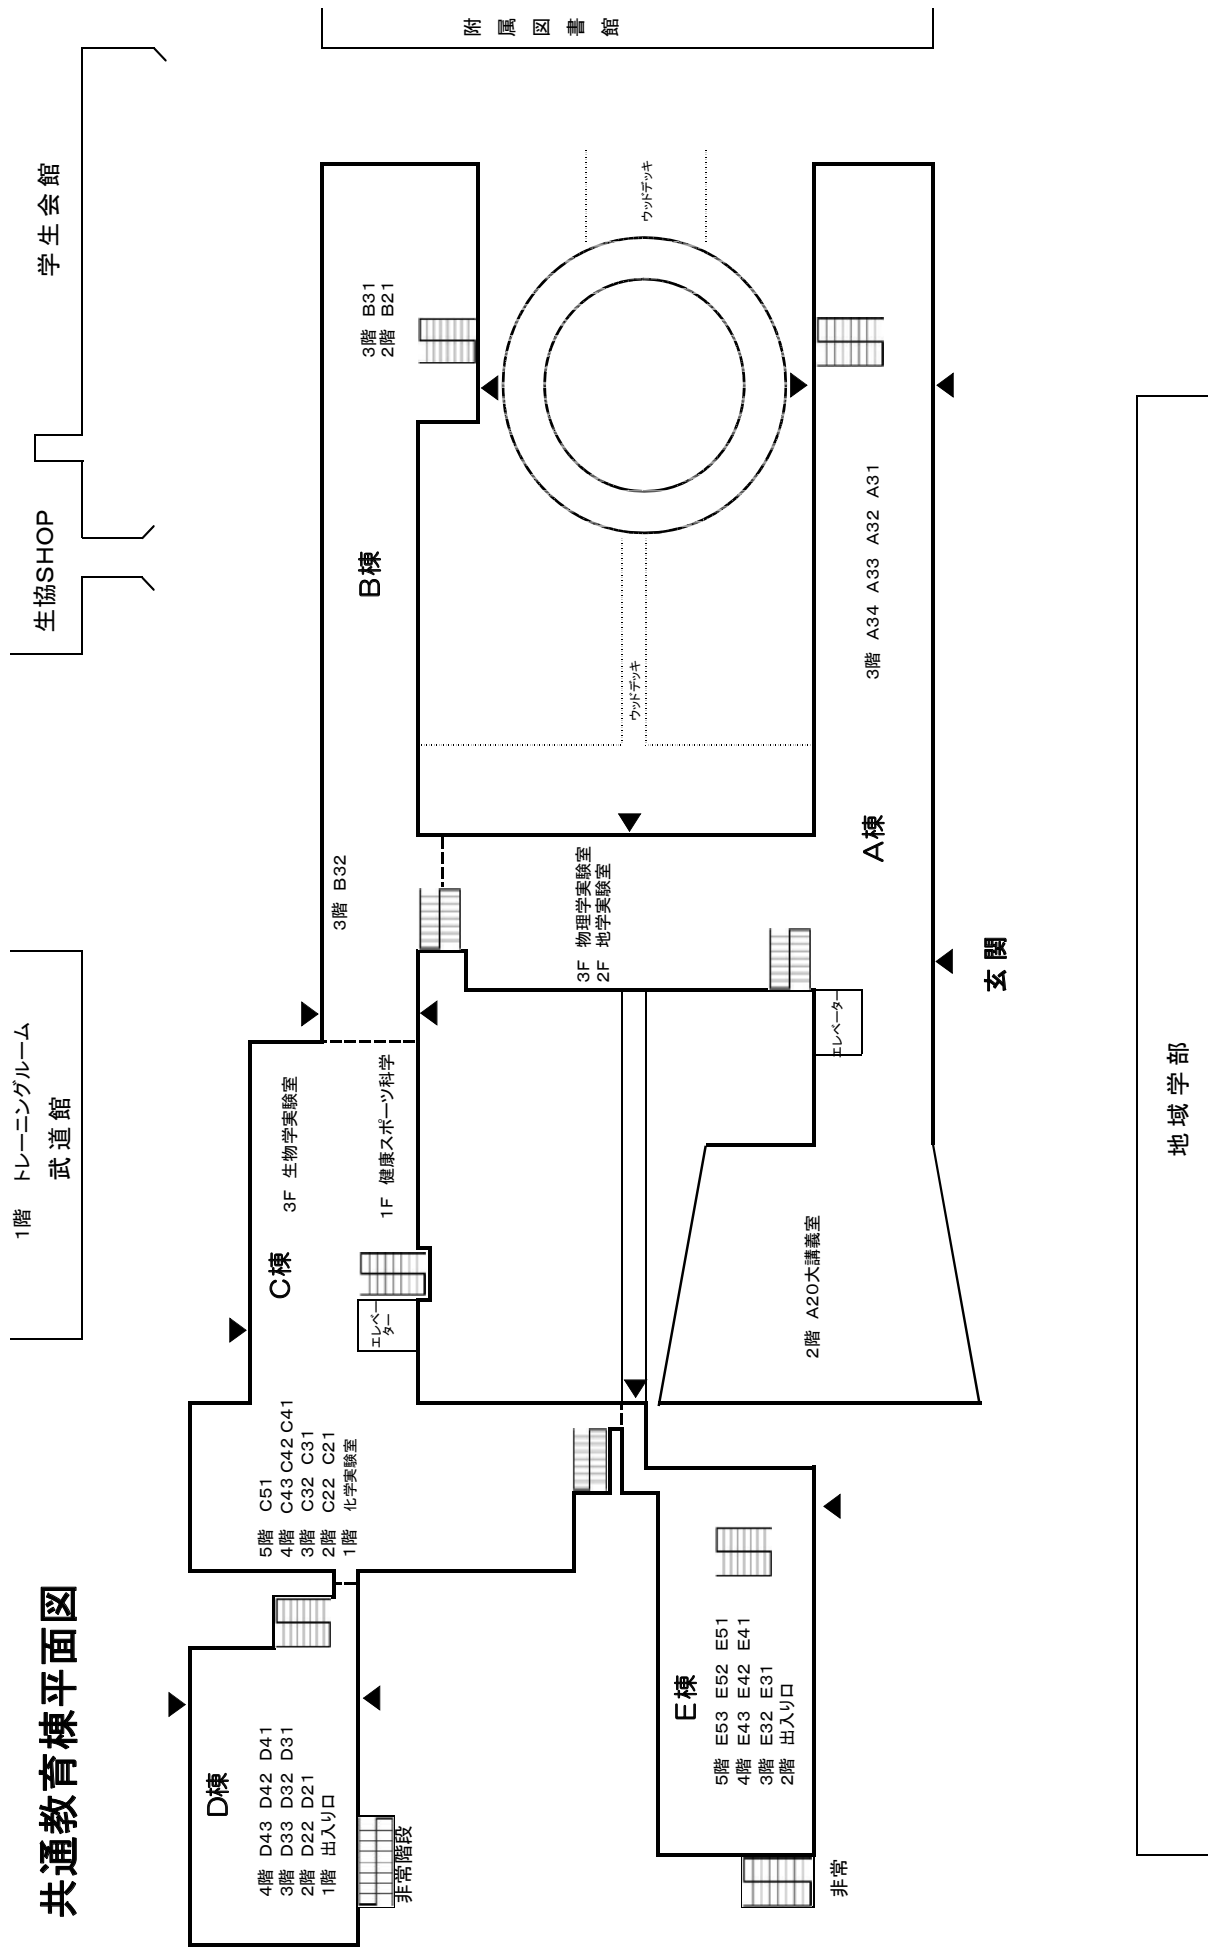 共通教育棟平面図
1階 トレーニングルーム
武道館
生協SHOP
学生会館
附属図書館
D棟
4階 D43 D42 D41
3階 D33 D32 D31
2階 D22 D21
1階 出入り口
非常階段
5階 C51
4階 C43 C42 C41
3階 C32 C31
2階 C22 C21
1階 化学実験室
C棟
エレベー
ター
3F 生物学実験室
1F 健康スポーツ科学
3階 B32
B棟
3階 B31
2階 B21
ウッドデッキ
ウッドデッキ
3F 物理学実験室
2F 地学実験室
E棟
5階 E53 E52 E51
4階 E43 E42 E41
3階 E32 E31
2階 出入り口
非常
2階 A20大講義室
エレベーター
A棟
3階 A34 A33 A32 A31
玄関
地域学部